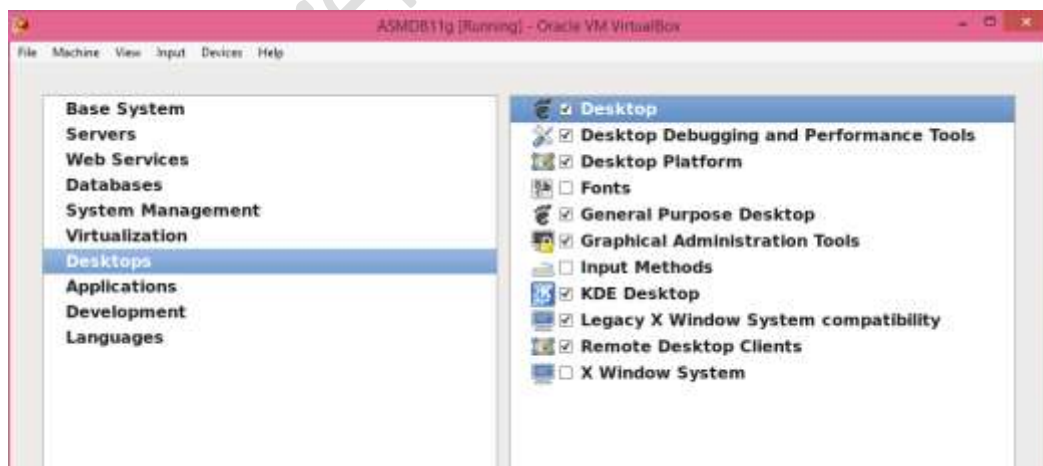 ASMDB11g [Running] - Oracle VM VirtualBox
File Machine View Input Devices Help
Base System
Servers
Web Services
Databases
System Management
Virtualization
Desktops
Applications
Development
Languages
Desktop
Desktop Debugging and Performance Tools
Desktop Platform
Fonts
General Purpose Desktop
Graphical Administration Tools
Input Methods
KDE Desktop
Legacy X Window System compatibility
Remote Desktop Clients
X Window System